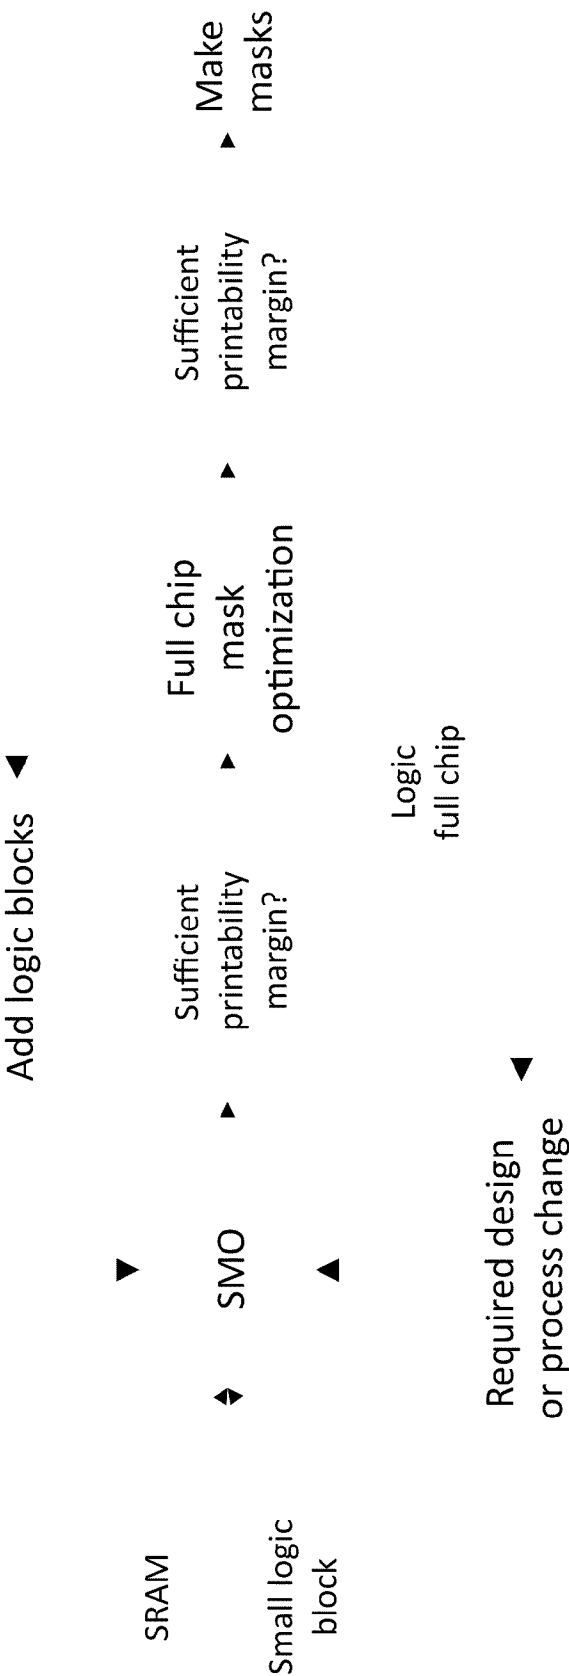 Add logic blocks
SRAM
Small logic
block
SMO
Sufficient
printability
margin?
Full chip
mask
optimization
Sufficient
printability
margin?
Make
masks
Logic
full chip
Required design
or process change